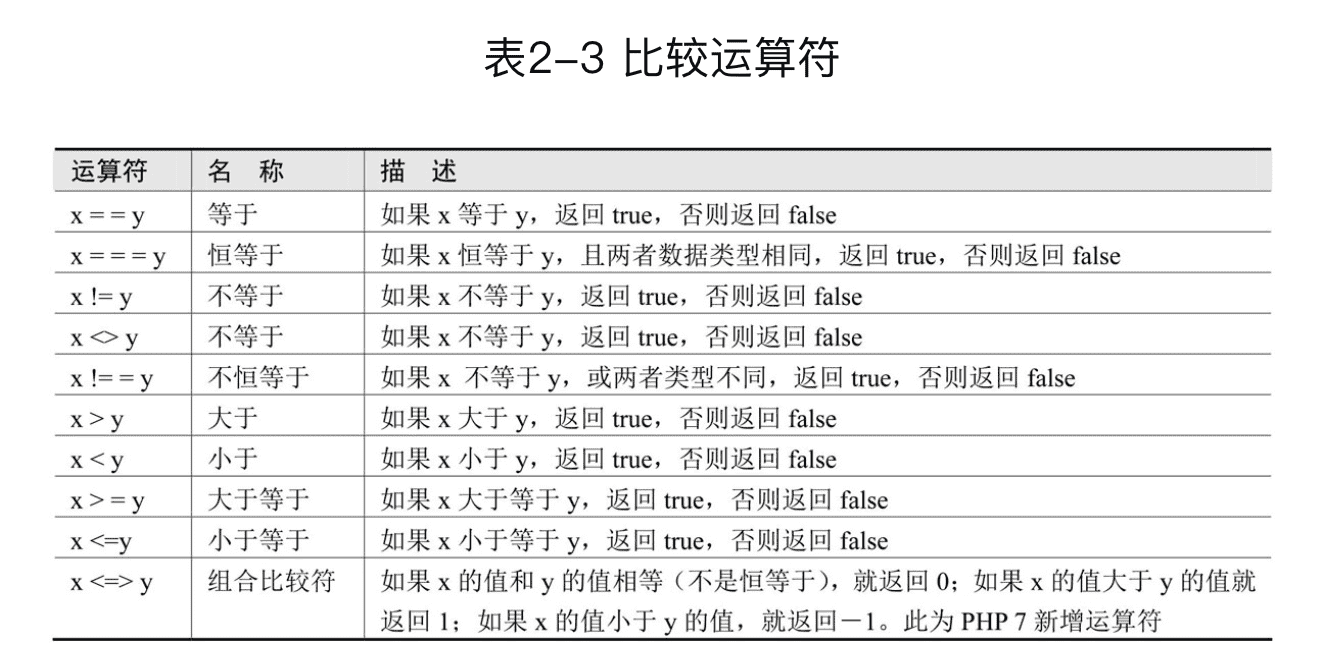 表2-3 比较运算符
运算符 名 称 描 述
x = = y 等于 如果 x 等于 y，返回 true，否则返回 false
x = = = y 恒等于 如果 x 恒等于 y，且两者数据类型相同，返回 true，否则返回 false
x != y 不等于 如果 x 不等于 y，返回 true，否则返回 false
x <> y 不等于 如果 x 不等于 y，返回 true，否则返回 false
x != = y 不恒等于 如果 x 不等于 y，或两者类型不同，返回 true，否则返回 false
x > y 大于 如果 x 大于 y，返回 true，否则返回 false
x < y 小于 如果 x 小于 y，返回 true，否则返回 false
x > = y 大于等于 如果 x 大于等于 y，返回 true，否则返回 false
x <=y 小于等于 如果 x 小于等于 y，返回 true，否则返回 false
x <=> y 组合比较符 如果 x 的值和 y 的值相等（不是恒等于），就返回 0；如果 x 的值大于 y 的值就
返回 1；如果 x 的值小于 y 的值，就返回－1。此为 PHP 7 新增运算符